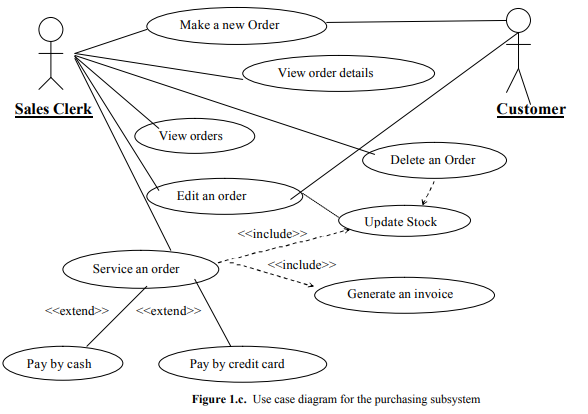 Make a new Order
View order details
Sales Clerk
Customer
View orders
Delete an Order
Edit an order
Update Stock
<<include>>
Service an order
<<include>>
Generate an invoice
<<extend>>
<<extend>>
Pay by cash
Pay by credit card
Figure 1.c. Use case diagram for the purchasing subsystem